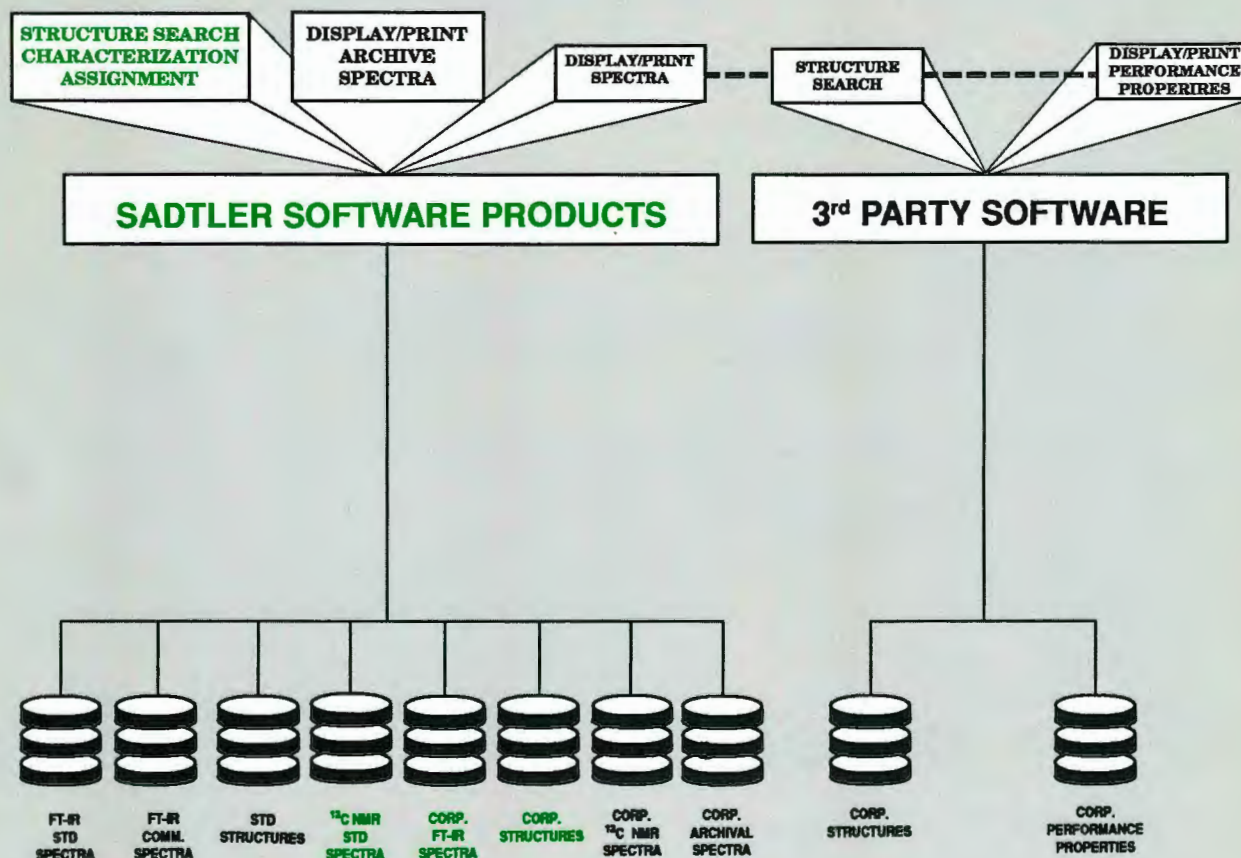 STRUCTURE SEARCH
CHARACTERIZATION
ASSIGNMENT
DISPLAY/PRINT
ARCHIVE
SPECTRA
DISPLAY/PRINT
SPECTRA
STRUCTURE
SEARCH
DISPLAY/PRINT
PERFORMANCE
PROPERIRES
SADTLER SOFTWARE PRODUCTS
3rd PARTY SOFTWARE
FT-IR
STD
SPECTRA
FT-IR
COMM.
SPECTRA
STD
STRUCTURES
¹³C NMR
STD
SPECTRA
CORP.
FT-IR
SPECTRA
CORP.
STRUCTURES
CORP.
¹³C NMR
SPECTRA
CORP.
ARCHIVAL
SPECTRA
CORP.
STRUCTURES
CORP.
PERFORMANCE
PROPERTIES